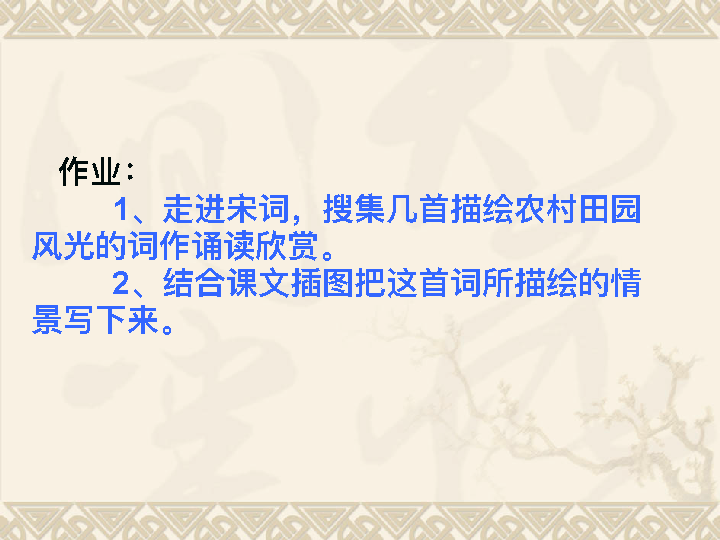 作业：
1、走进宋词，搜集几首描绘农村田园
风光的词作诵读欣赏。
2、结合课文插图把这首词所描绘的情
景写下来。